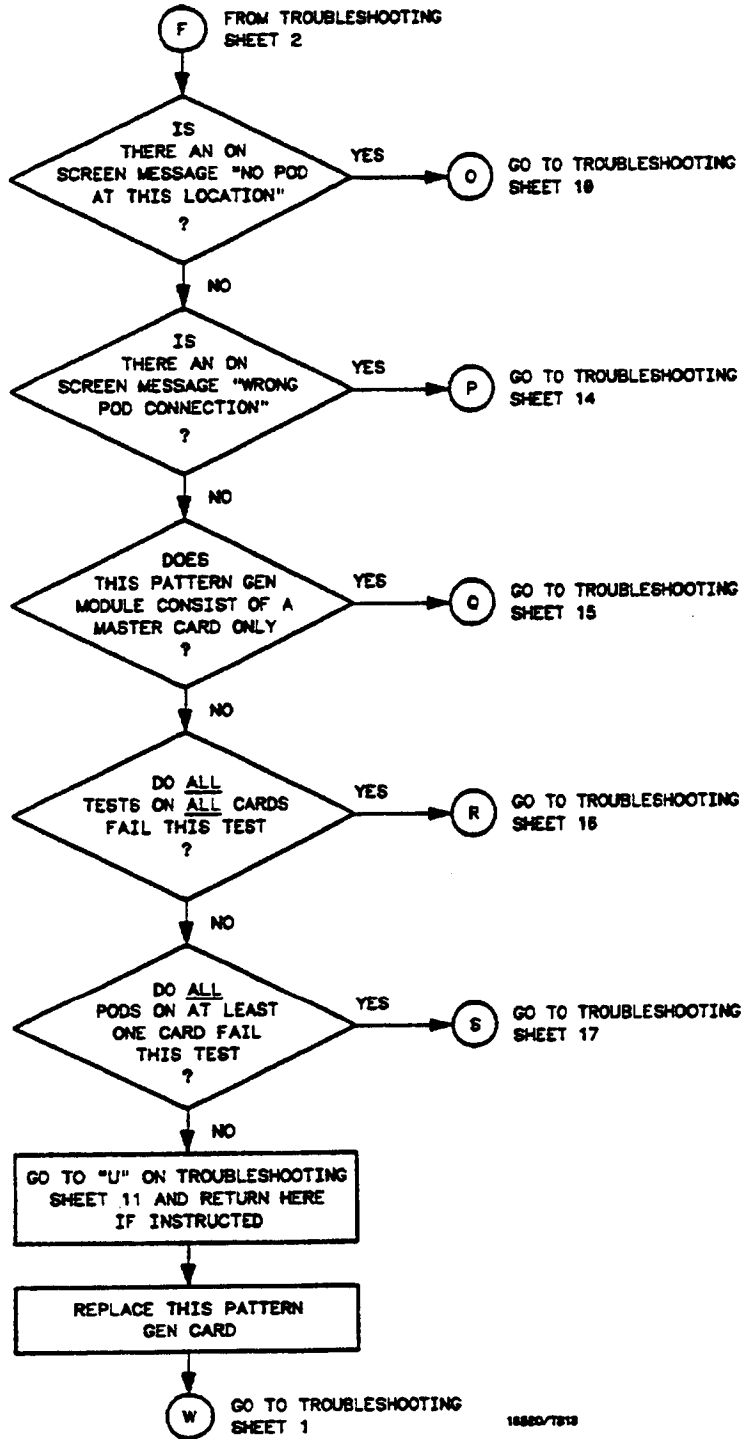 F
FROM TROUBLESHOOTING
SHEET 2
IS
THERE AN ON
SCREEN MESSAGE "NO POD
AT THIS LOCATION"
?
YES
O
GO TO TROUBLESHOOTING
SHEET 10
NO
IS
THERE AN ON
SCREEN MESSAGE "WRONG
POD CONNECTION"
?
YES
P
GO TO TROUBLESHOOTING
SHEET 14
NO
DOES
THIS PATTERN GEN
MODULE CONSIST OF A
MASTER CARD ONLY
?
YES
Q
GO TO TROUBLESHOOTING
SHEET 15
NO
DO ALL
TESTS ON ALL CARDS
FAIL THIS TEST
?
YES
R
GO TO TROUBLESHOOTING
SHEET 16
NO
DO ALL
PODS ON AT LEAST
ONE CARD FAIL
THIS TEST
?
YES
S
GO TO TROUBLESHOOTING
SHEET 17
NO
GO TO "U" ON TROUBLESHOOTING
SHEET 11 AND RETURN HERE
IF INSTRUCTED
REPLACE THIS PATTERN
GEN CARD
W
GO TO TROUBLESHOOTING
SHEET 1